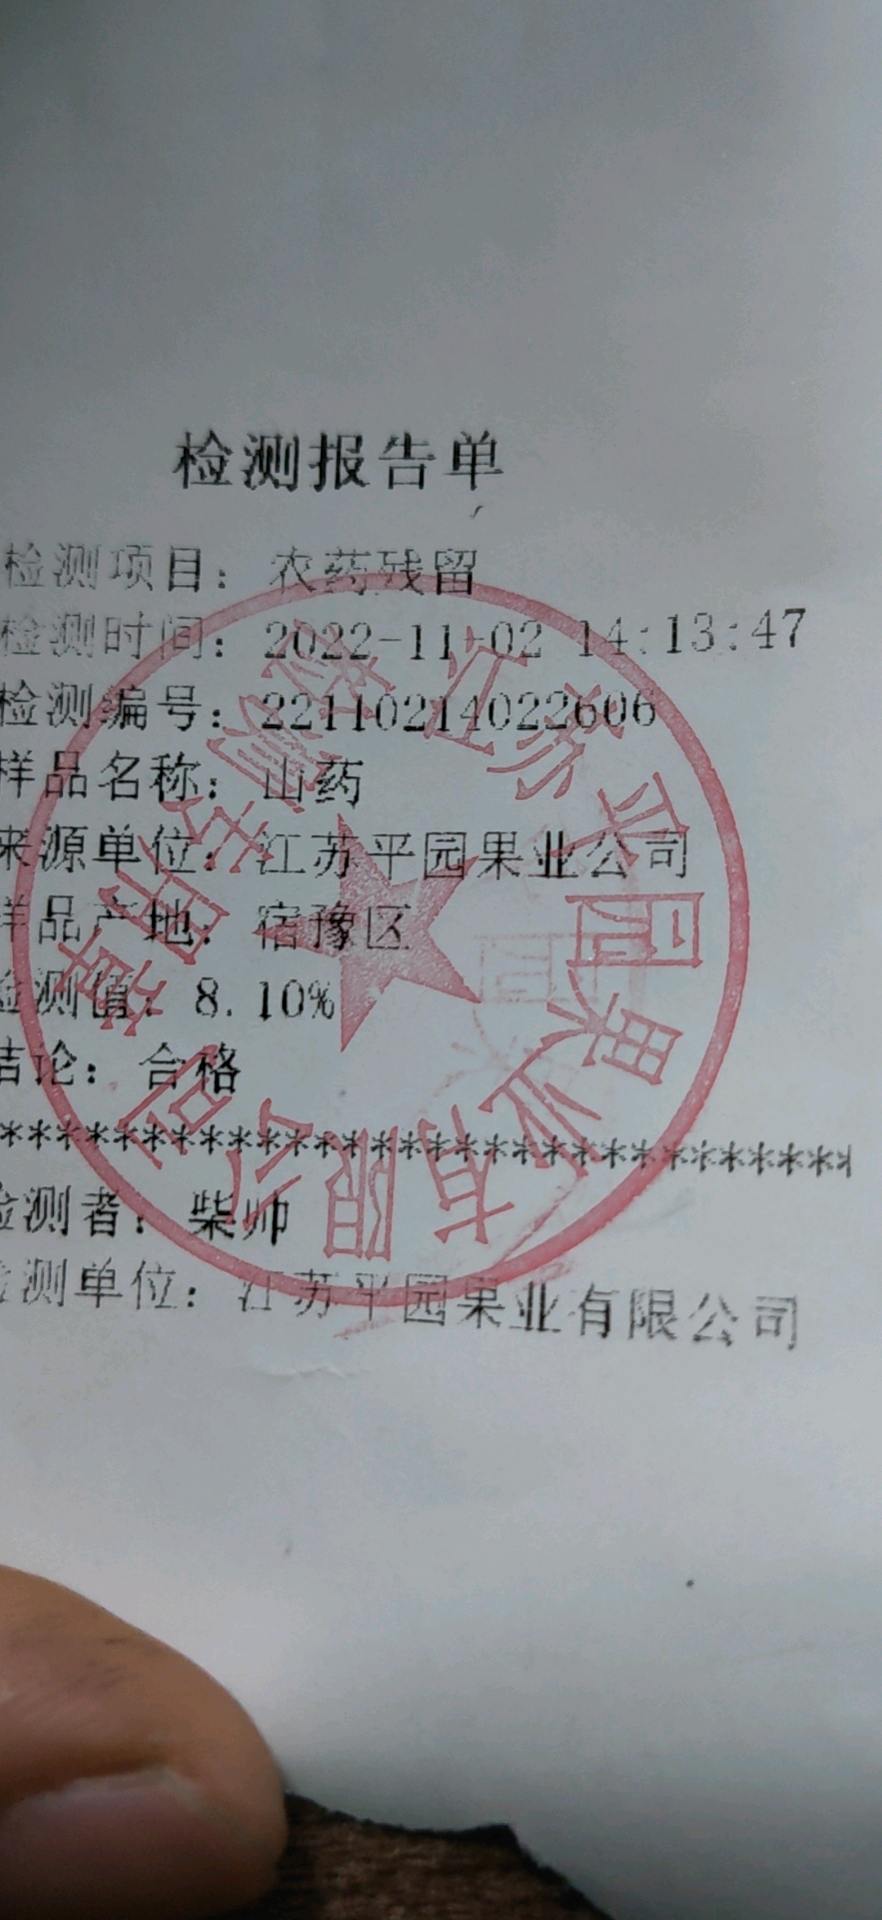 检测报告单
检测项目：农药残留
检测时间：2022-11-02 14:13:47
检测编号：22110214022606
样品名称：山药
来源单位：江苏平园果业公司
样品产地：宿豫区
检测值：8.10%
结论：合格
******************************
检测者：柴帅
检测单位：江苏平园果业有限公司
江苏平园果业有限公司